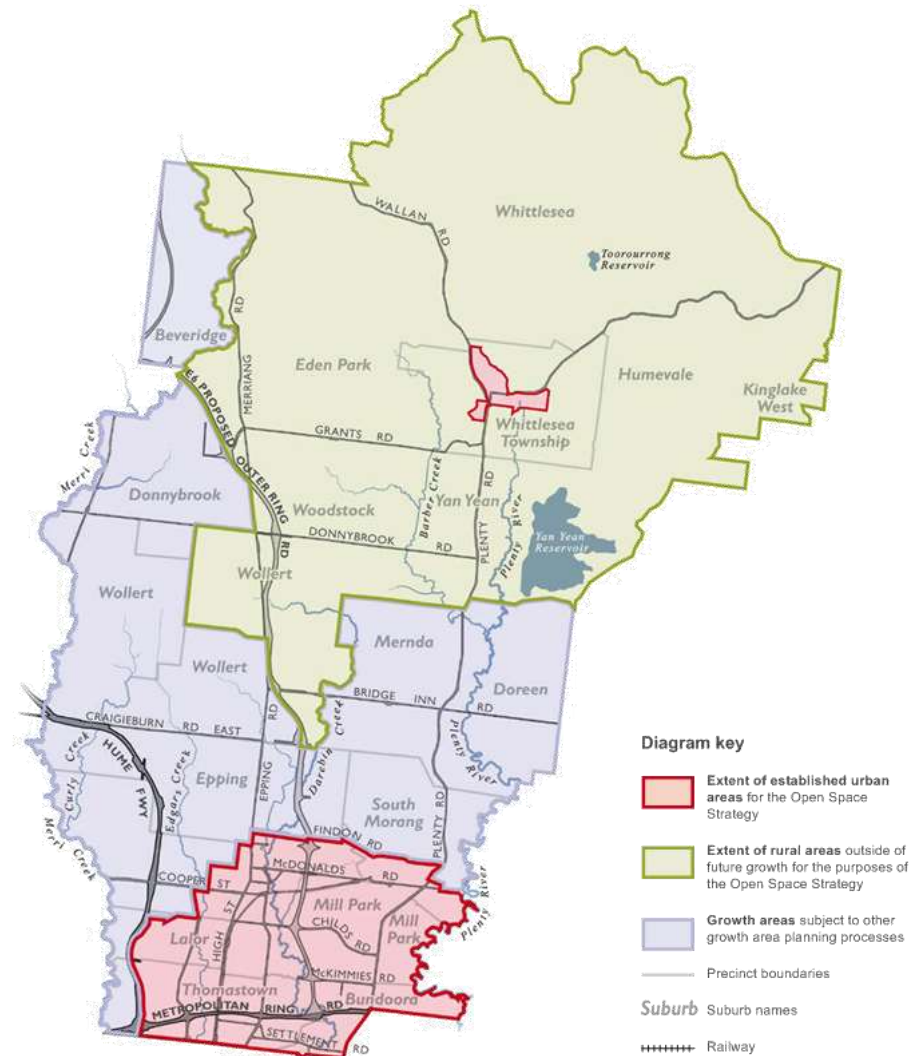 Whittlesea
WALLAN
RD
Toorourrong
Reservoir
Beveridge
MERRIANG
RD
Eden Park
Humevale
Kinglake
West
Whittlesea
Township
E6 PROPOSED OUTER RING
RD
GRANTS RD
Merri Creek
Donnybrook
Woodstock
Barber Creek
Yan Yean
PLENTY
RD
Plenty River
Yan Yean
Reservoir
DONNYBROOK RD
Wollert
Wollert
Wollert
Mernda
Doreen
BRIDGE INN RD
CRAIGIEBURN RD EAST
HUME FWY
Curly Creek
Merri Creek
Edgars Creek
Epping
EPPING
RD
Darebin Creek
Plenty River
South
Morang
PLENTY RD
FINDON RD
COOPER ST
McDONALDS RD
Plenty River
Mill Park
Mill
Park
CHILDS RD
Lalor
HIGH ST
McKIMMIES RD
Thomastown
Bundoora
METROPOLITAN RING RD
SETTLEMENT
RD
Diagram key
Extent of established urban
areas for the Open Space
Strategy
Extent of rural areas outside of
future growth for the purposes of
the Open Space Strategy
Growth areas subject to other
growth area planning processes
Precinct boundaries
Suburb Suburb names
Railway